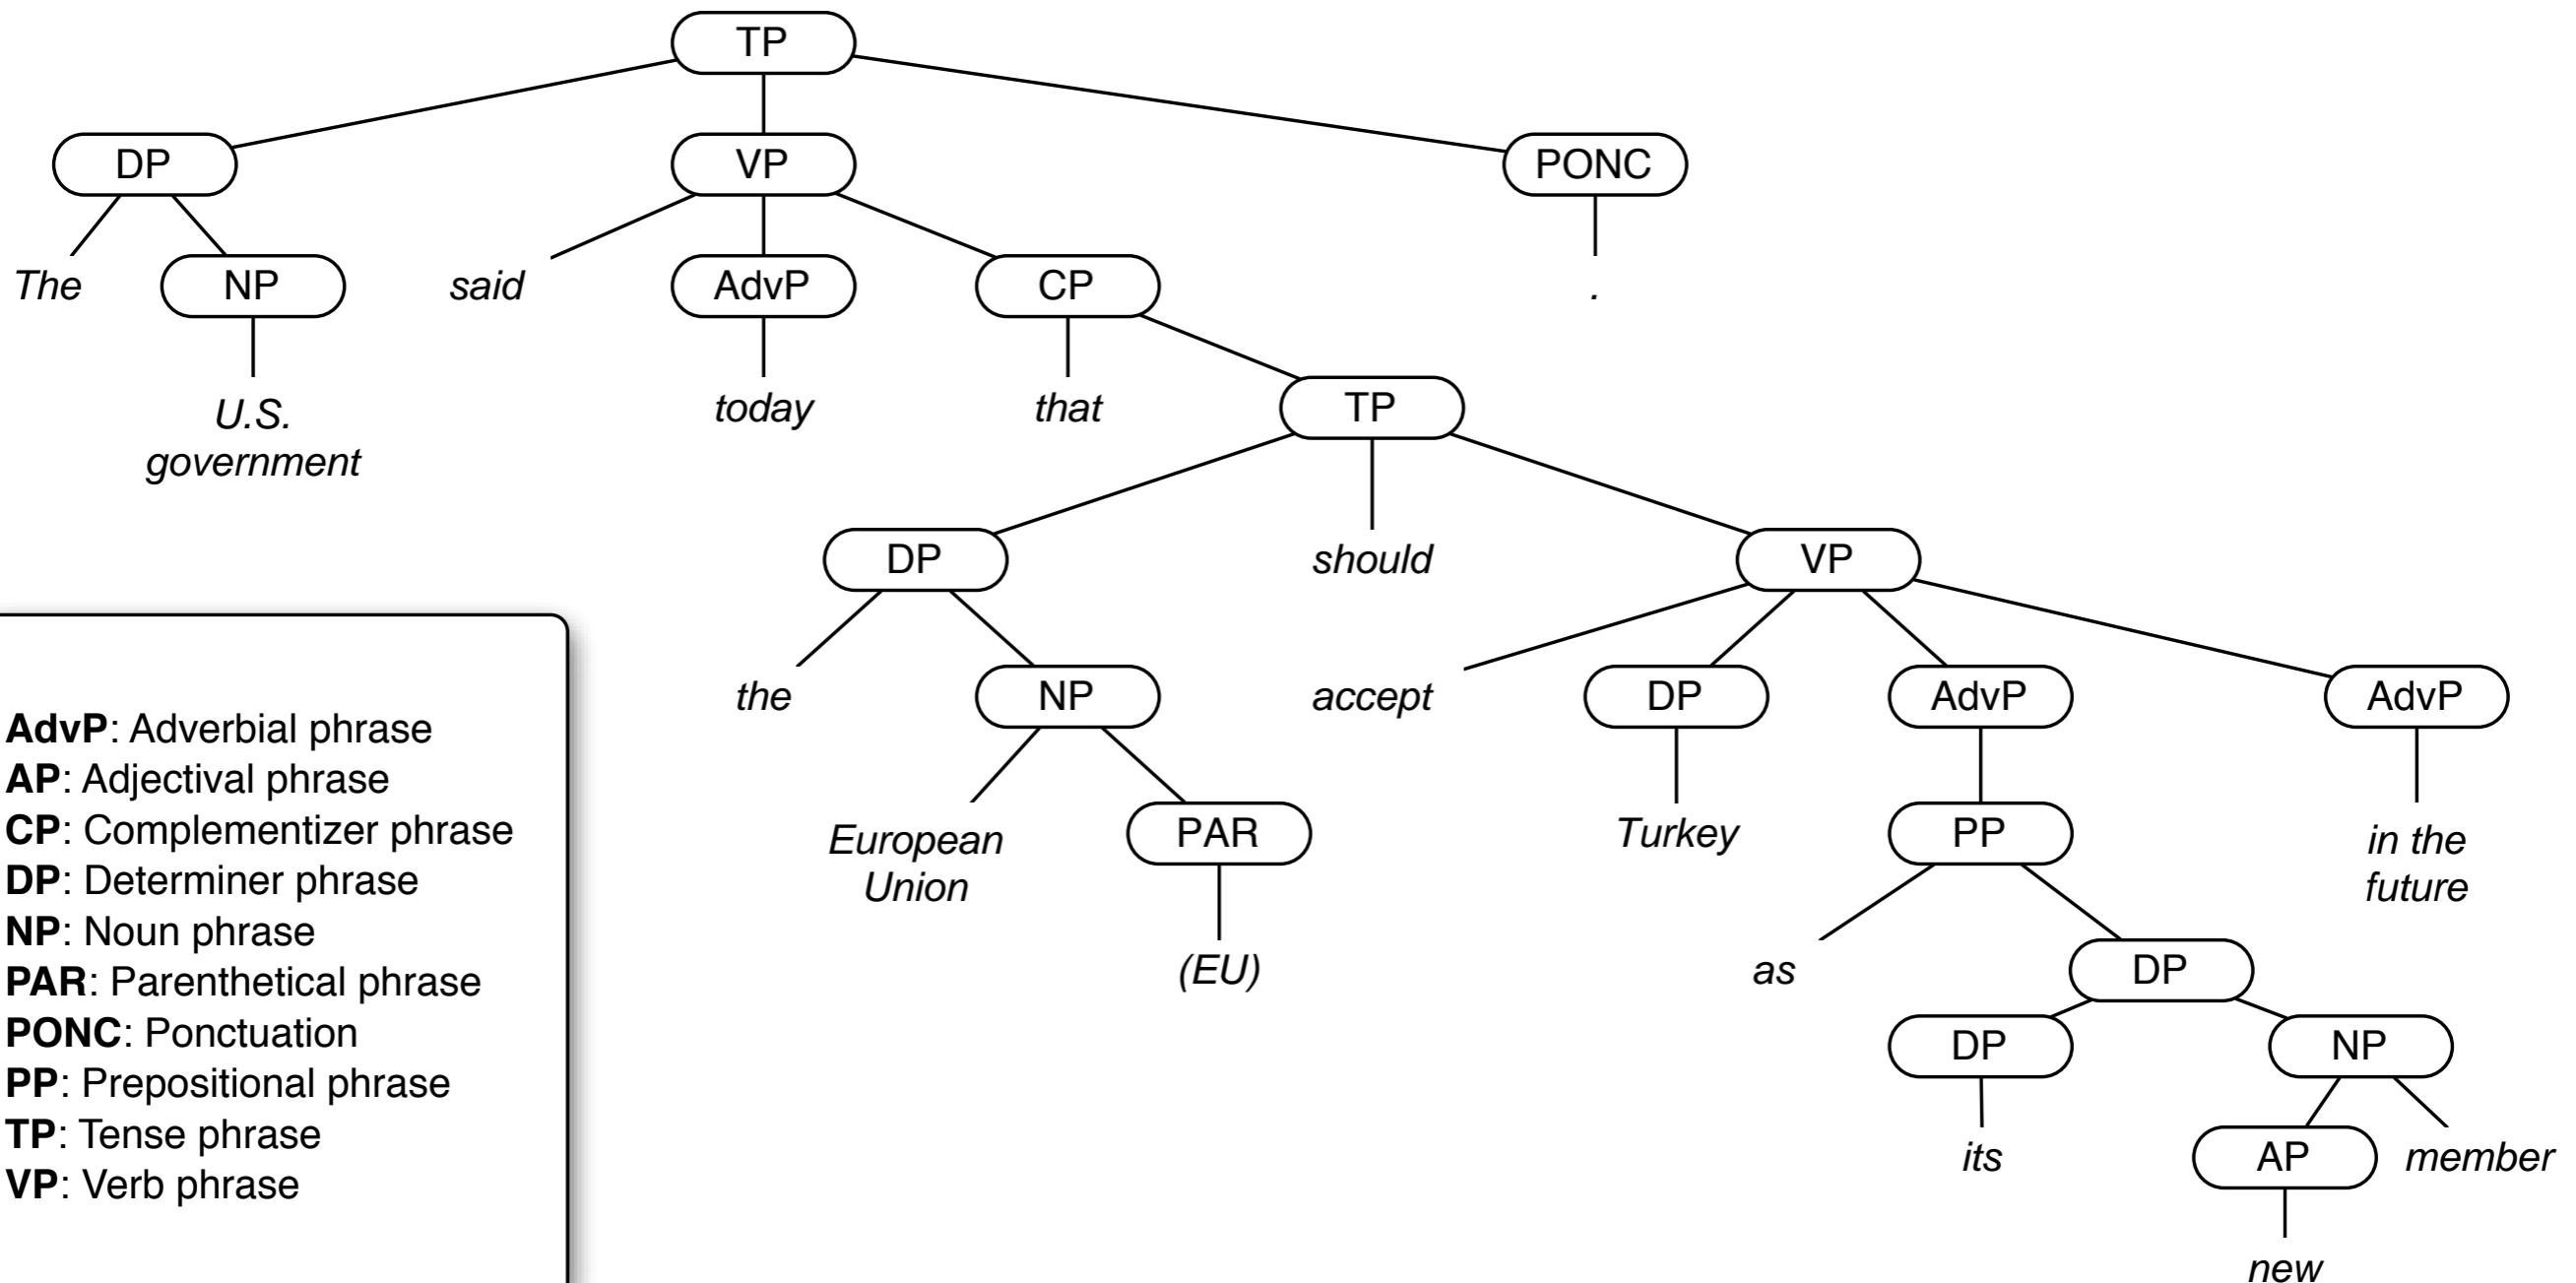 TP
DP VP PONC
The NP said AdvP CP .
U.S.
government
today that TP
DP should VP
the NP accept DP AdvP AdvP
European
Union
PAR Turkey PP in the
future
(EU) as DP
DP NP
its AP member
new
AdvP: Adverbial phrase
AP: Adjectival phrase
CP: Complementizer phrase
DP: Determiner phrase
NP: Noun phrase
PAR: Parenthetical phrase
PONC: Ponctuation
PP: Prepositional phrase
TP: Tense phrase
VP: Verb phrase